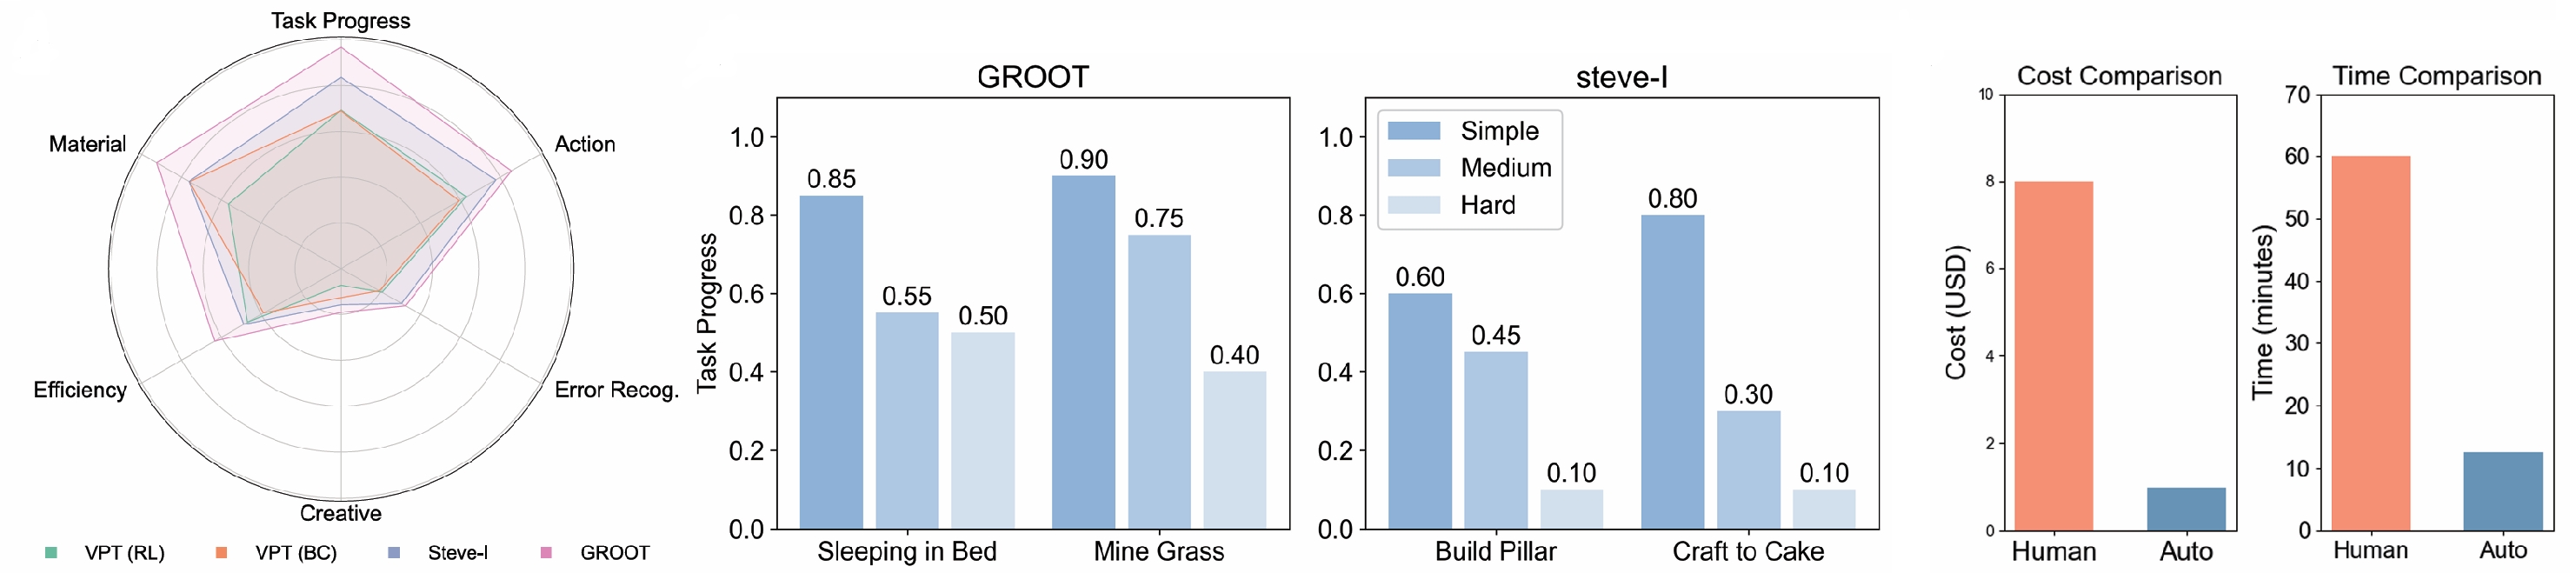 Task Progress
Material
Action
Efficiency
Error Recog.
Creative
VPT (RL) VPT (BC) Steve-I GROOT
GROOT
Task Progress
1.0
0.8
0.6
0.4
0.2
0.0
0.85
0.55
0.50
0.90
0.75
0.40
Sleeping in Bed Mine Grass
steve-I
Simple
Medium
Hard
1.0
0.8
0.6
0.4
0.2
0.0
0.60
0.45
0.10
0.80
0.30
0.10
Build Pillar Craft to Cake
Cost Comparison
Cost (USD)
10
8
6
4
2
0
Human Auto
Time Comparison
Time (minutes)
70
60
50
40
30
20
10
0
Human Auto